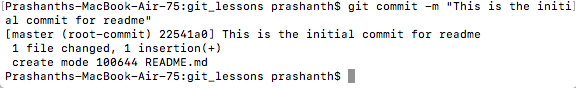 [Prashanths-MacBook-Air-75:git_lessons prashanth$ git commit -m "This is the initi]
al commit for readme"
[master (root-commit) 22541a0] This is the initial commit for readme
 1 file changed, 1 insertion(+)
 create mode 100644 README.md
Prashanths-MacBook-Air-75:git_lessons prashanth$